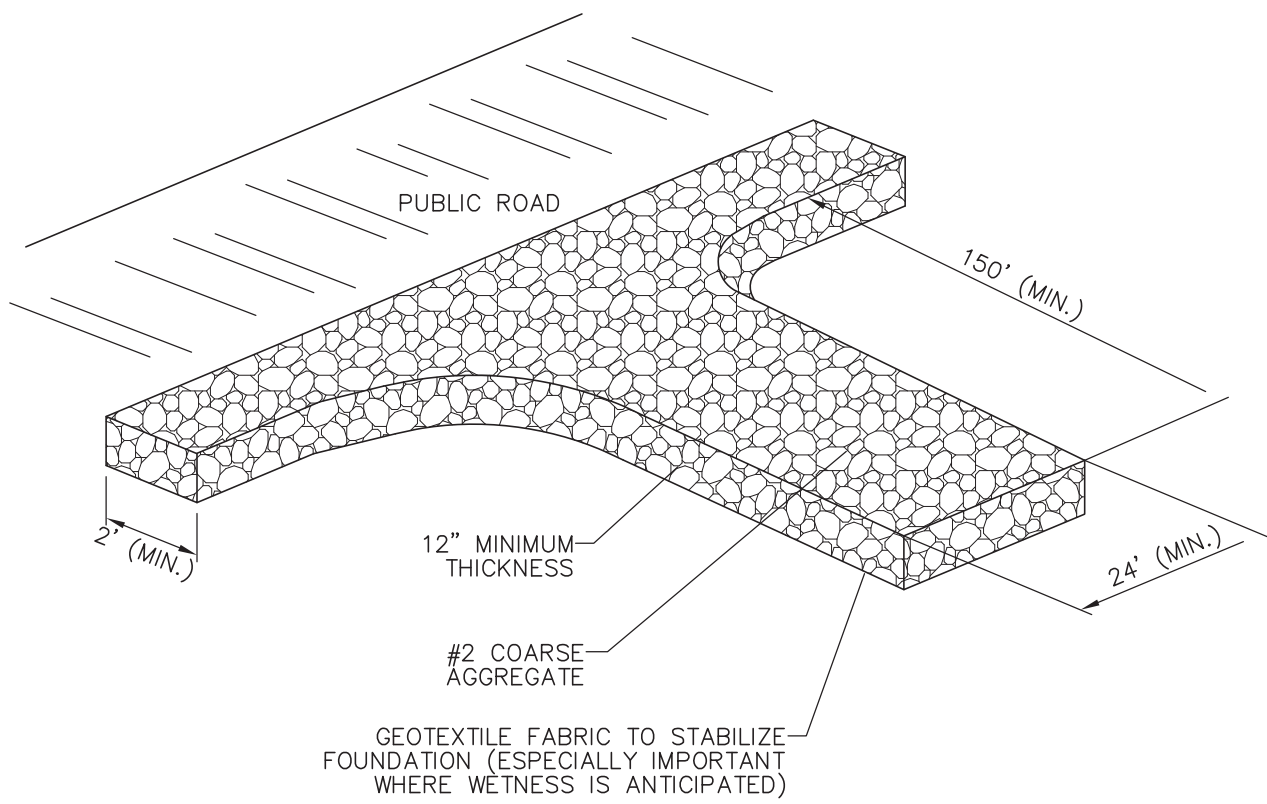 PUBLIC ROAD
150' (MIN.)
2' (MIN.)
12” MINIMUM
THICKNESS
24' (MIN.)
#2 COARSE
AGGREGATE
GEOTEXTILE FABRIC TO STABILIZE
FOUNDATION (ESPECIALLY IMPORTANT
WHERE WETNESS IS ANTICIPATED)